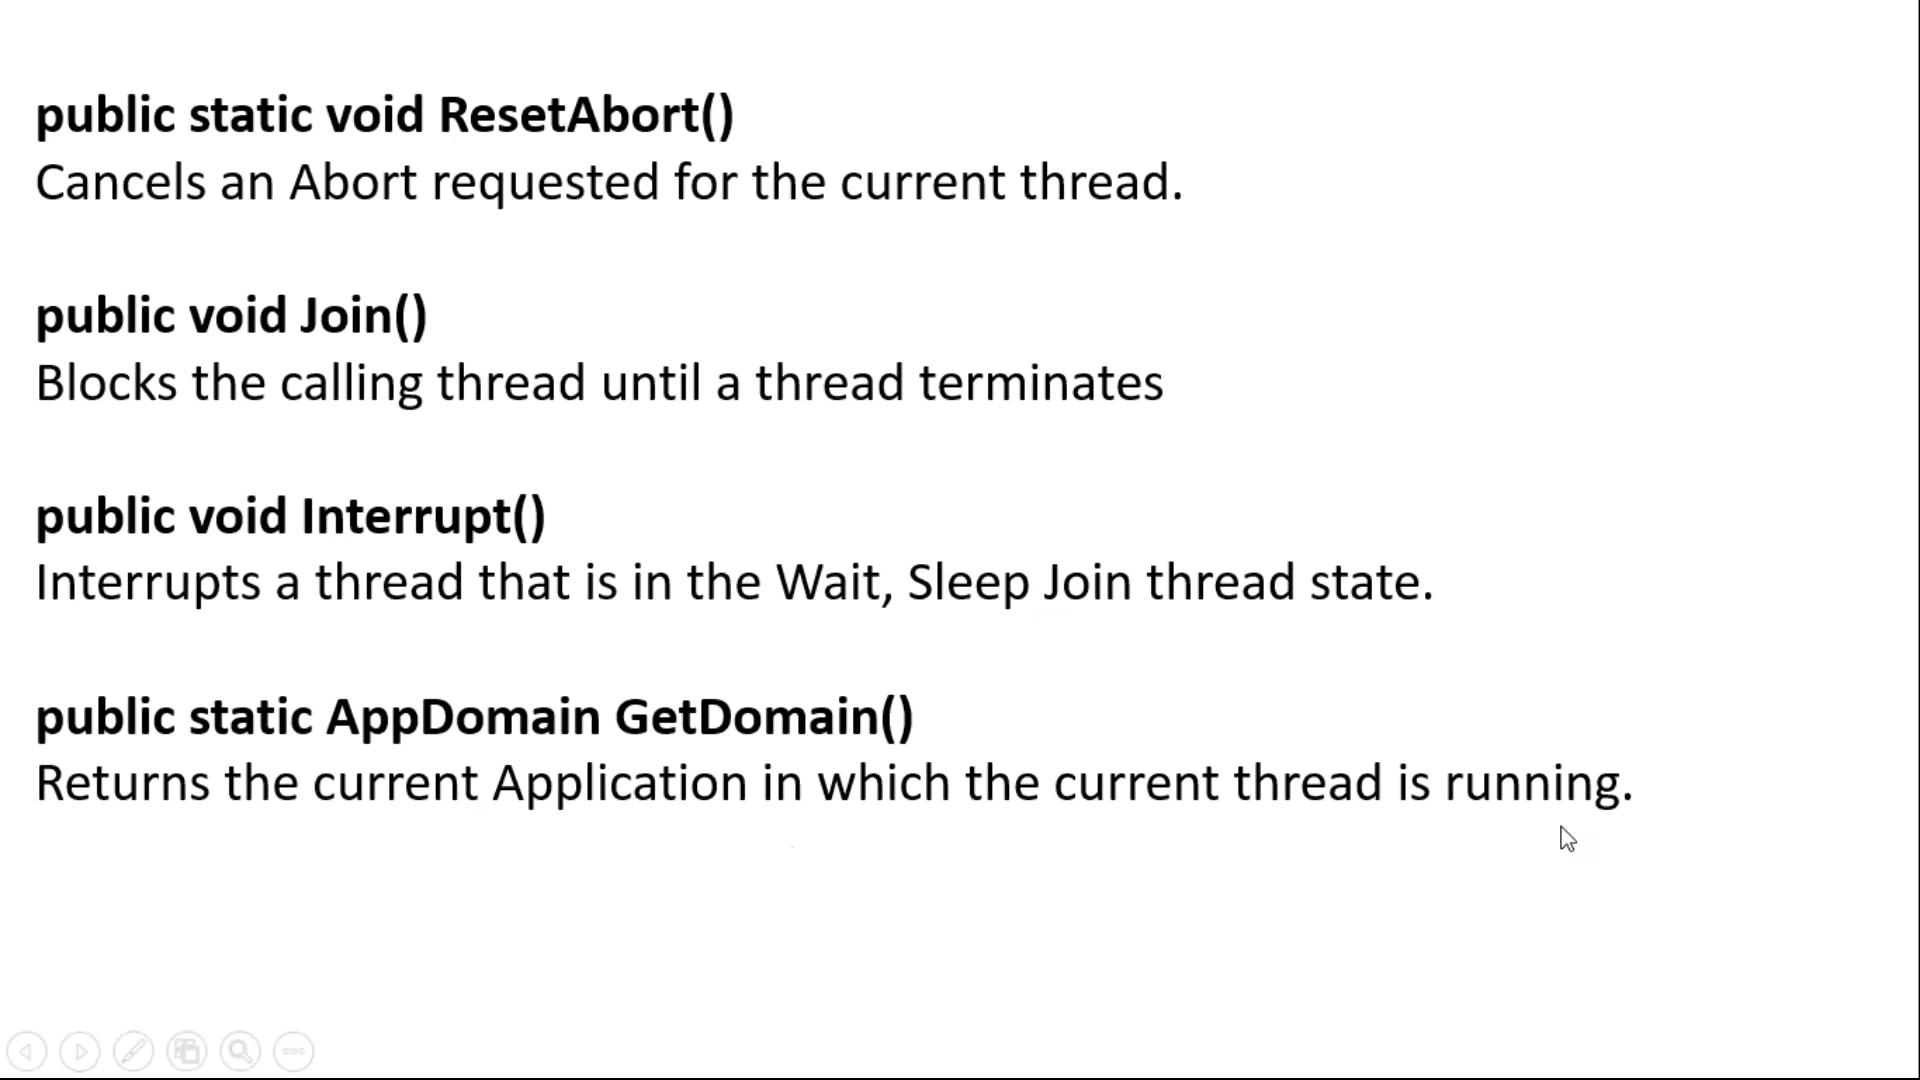 public static void ResetAbort()
Cancels an Abort requested for the current thread.
public void Join()
Blocks the calling thread until a thread terminates
public void Interrupt()
Interrupts a thread that is in the Wait, Sleep Join thread state.
public static AppDomain GetDomain()
Returns the current Application in which the current thread is running.